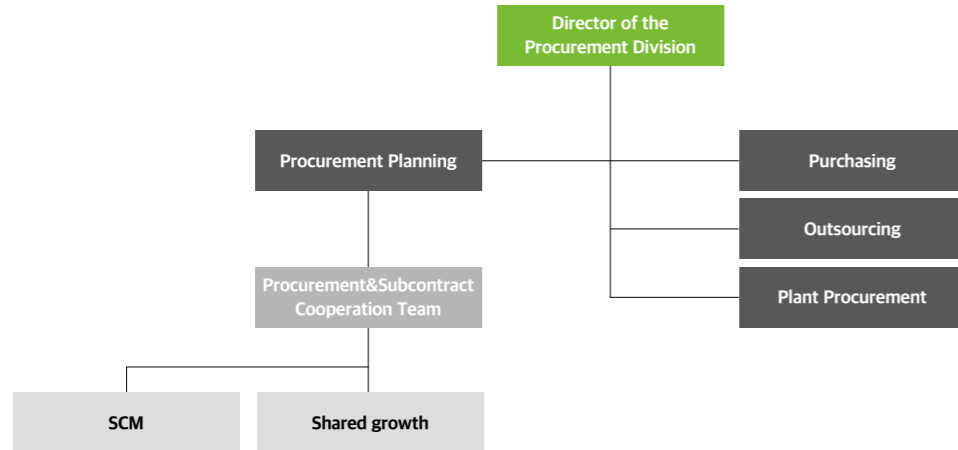 Director of the
Procurement Division
Procurement Planning
Purchasing
Outsourcing
Procurement&Subcontract
Cooperation Team
Plant Procurement
SCM
Shared growth